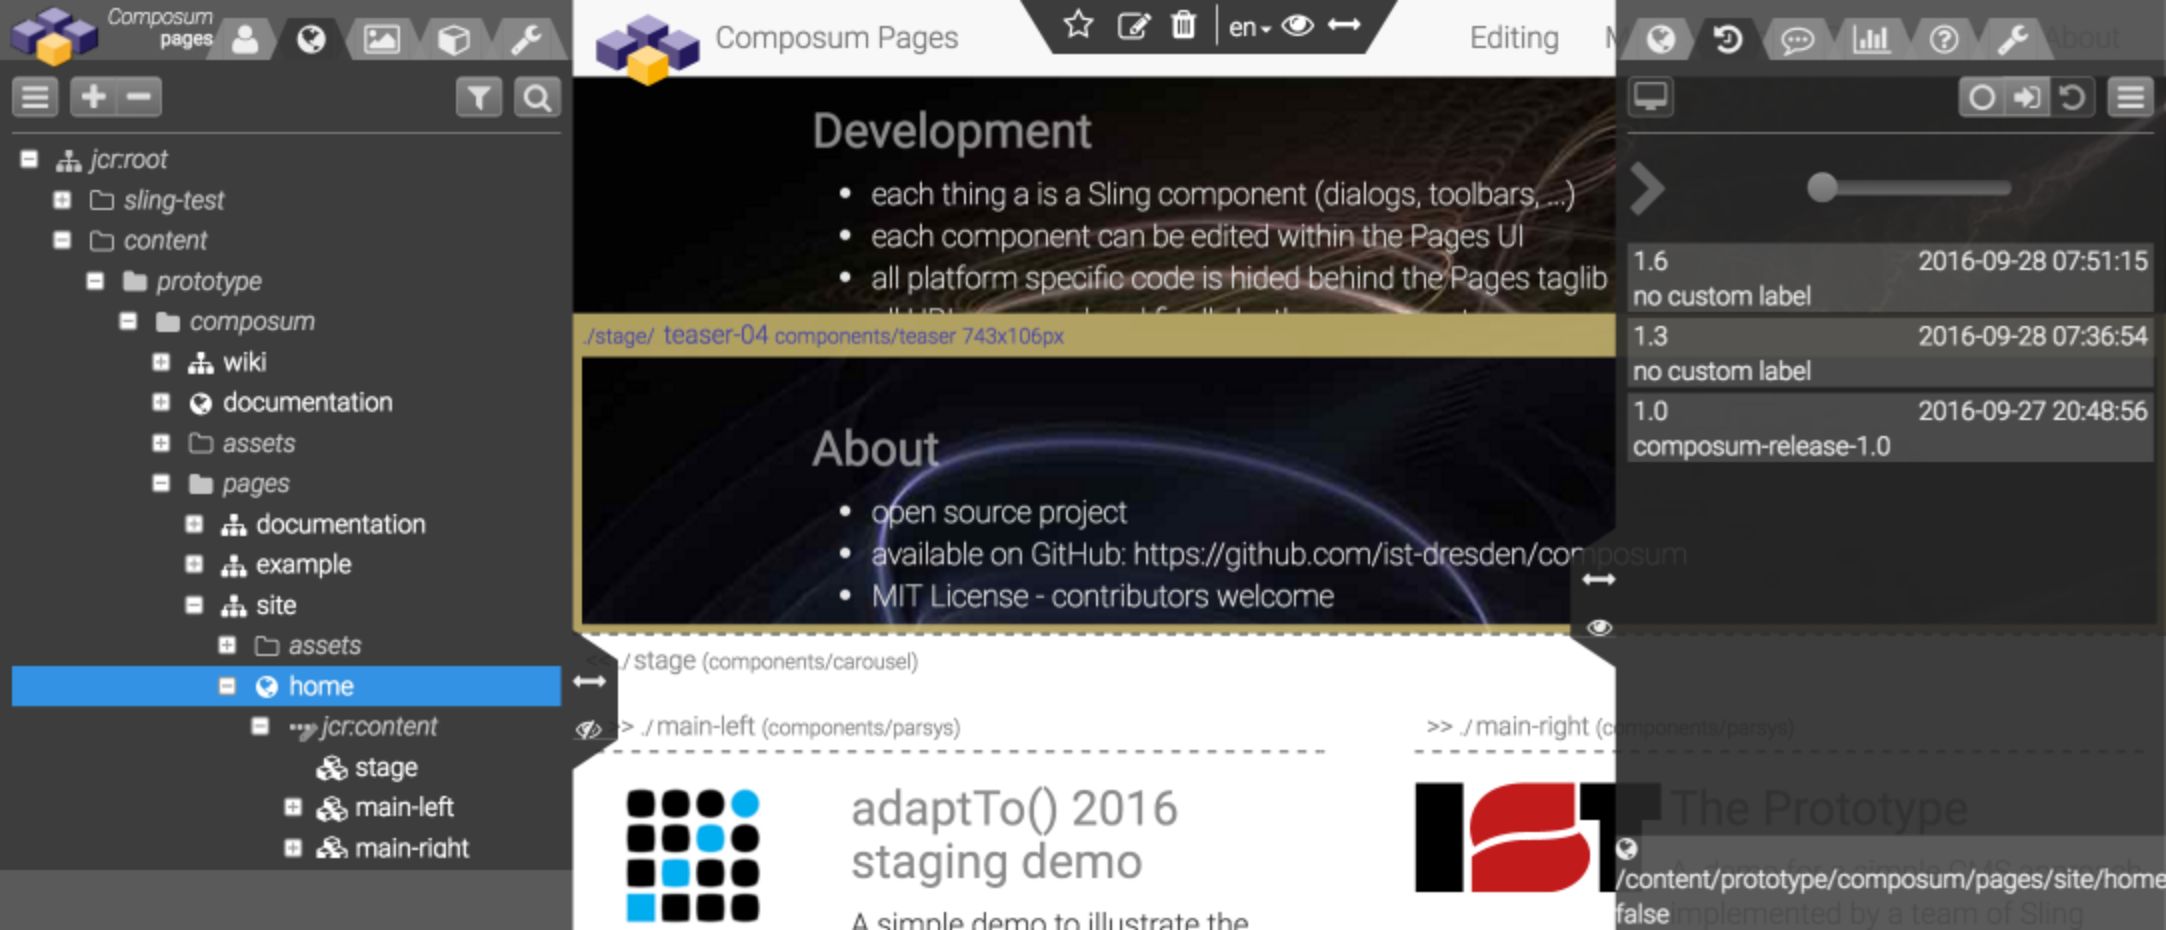 Composum
pages
jcr:root
sling-test
content
prototype
composum
wiki
documentation
assets
pages
documentation
example
site
assets
home
jcr:content
stage
main-left
main-right
Composum Pages
en
Editing
About
Development
• each thing a is a Sling component (dialogs, toolbars, ...)
• each component can be edited within the Pages UI
• all platform specific code is hided behind the Pages taglib
./stage/ teaser-04 components/teaser 743x106px
About
• open source project
• available on GitHub: https://github.com/ist-dresden/composum
• MIT License - contributors welcome
<< ./stage (components/carousel)
>> ./main-left (components/parsys)
>> ./main-right (components/parsys)
adaptTo() 2016
staging demo
A simple demo to illustrate the
IST
The Prototype
A demo for a simple CMS approach
implemented by a team of Sling
1.6 2016-09-28 07:51:15
no custom label
1.3 2016-09-28 07:36:54
no custom label
1.0 2016-09-27 20:48:56
composum-release-1.0
/content/prototype/composum/pages/site/home
false